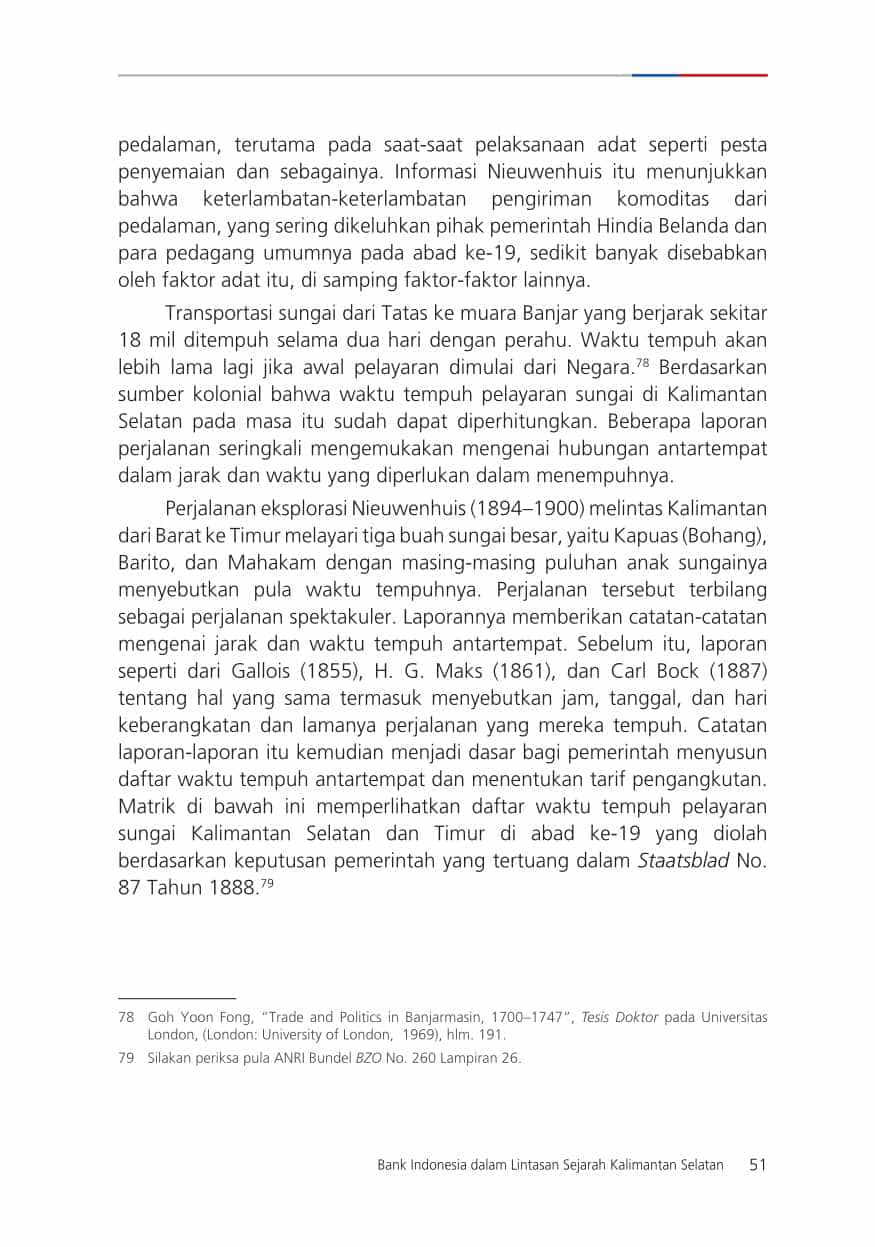 pedalaman, terutama pada saat-saat pelaksanaan adat seperti pesta
penyemaian dan sebagainya. Informasi Nieuwenhuis itu menunjukkan
bahwa keterlambatan-keterlambatan pengiriman komoditas dari
pedalaman, yang sering dikeluhkan pihak pemerintah Hindia Belanda dan
para pedagang umumnya pada abad ke-19, sedikit banyak disebabkan
oleh faktor adat itu, di samping faktor-faktor lainnya.
Transportasi sungai dari Tatas ke muara Banjar yang berjarak sekitar
18 mil ditempuh selama dua hari dengan perahu. Waktu tempuh akan
lebih lama lagi jika awal pelayaran dimulai dari Negara.78 Berdasarkan
sumber kolonial bahwa waktu tempuh pelayaran sungai di Kalimantan
Selatan pada masa itu sudah dapat diperhitungkan. Beberapa laporan
perjalanan seringkali mengemukakan mengenai hubungan antartempat
dalam jarak dan waktu yang diperlukan dalam menempuhnya.
Perjalanan eksplorasi Nieuwenhuis (1894–1900) melintas Kalimantan
dari Barat ke Timur melayari tiga buah sungai besar, yaitu Kapuas (Bohang),
Barito, dan Mahakam dengan masing-masing puluhan anak sungainya
menyebutkan pula waktu tempuhnya. Perjalanan tersebut terbilang
sebagai perjalanan spektakuler. Laporannya memberikan catatan-catatan
mengenai jarak dan waktu tempuh antartempat. Sebelum itu, laporan
seperti dari Gallois (1855), H. G. Maks (1861), dan Carl Bock (1887)
tentang hal yang sama termasuk menyebutkan jam, tanggal, dan hari
keberangkatan dan lamanya perjalanan yang mereka tempuh. Catatan
laporan-laporan itu kemudian menjadi dasar bagi pemerintah menyusun
daftar waktu tempuh antartempat dan menentukan tarif pengangkutan.
Matrik di bawah ini memperlihatkan daftar waktu tempuh pelayaran
sungai Kalimantan Selatan dan Timur di abad ke-19 yang diolah
berdasarkan keputusan pemerintah yang tertuang dalam Staatsblad No.
87 Tahun 1888.79
78 Goh Yoon Fong, “Trade and Politics in Banjarmasin, 1700–1747”, Tesis Doktor pada Universitas
London, (London: University of London, 1969), hlm. 191.
79 Silakan periksa pula ANRI Bundel BZO No. 260 Lampiran 26.
Bank Indonesia dalam Lintasan Sejarah Kalimantan Selatan 51